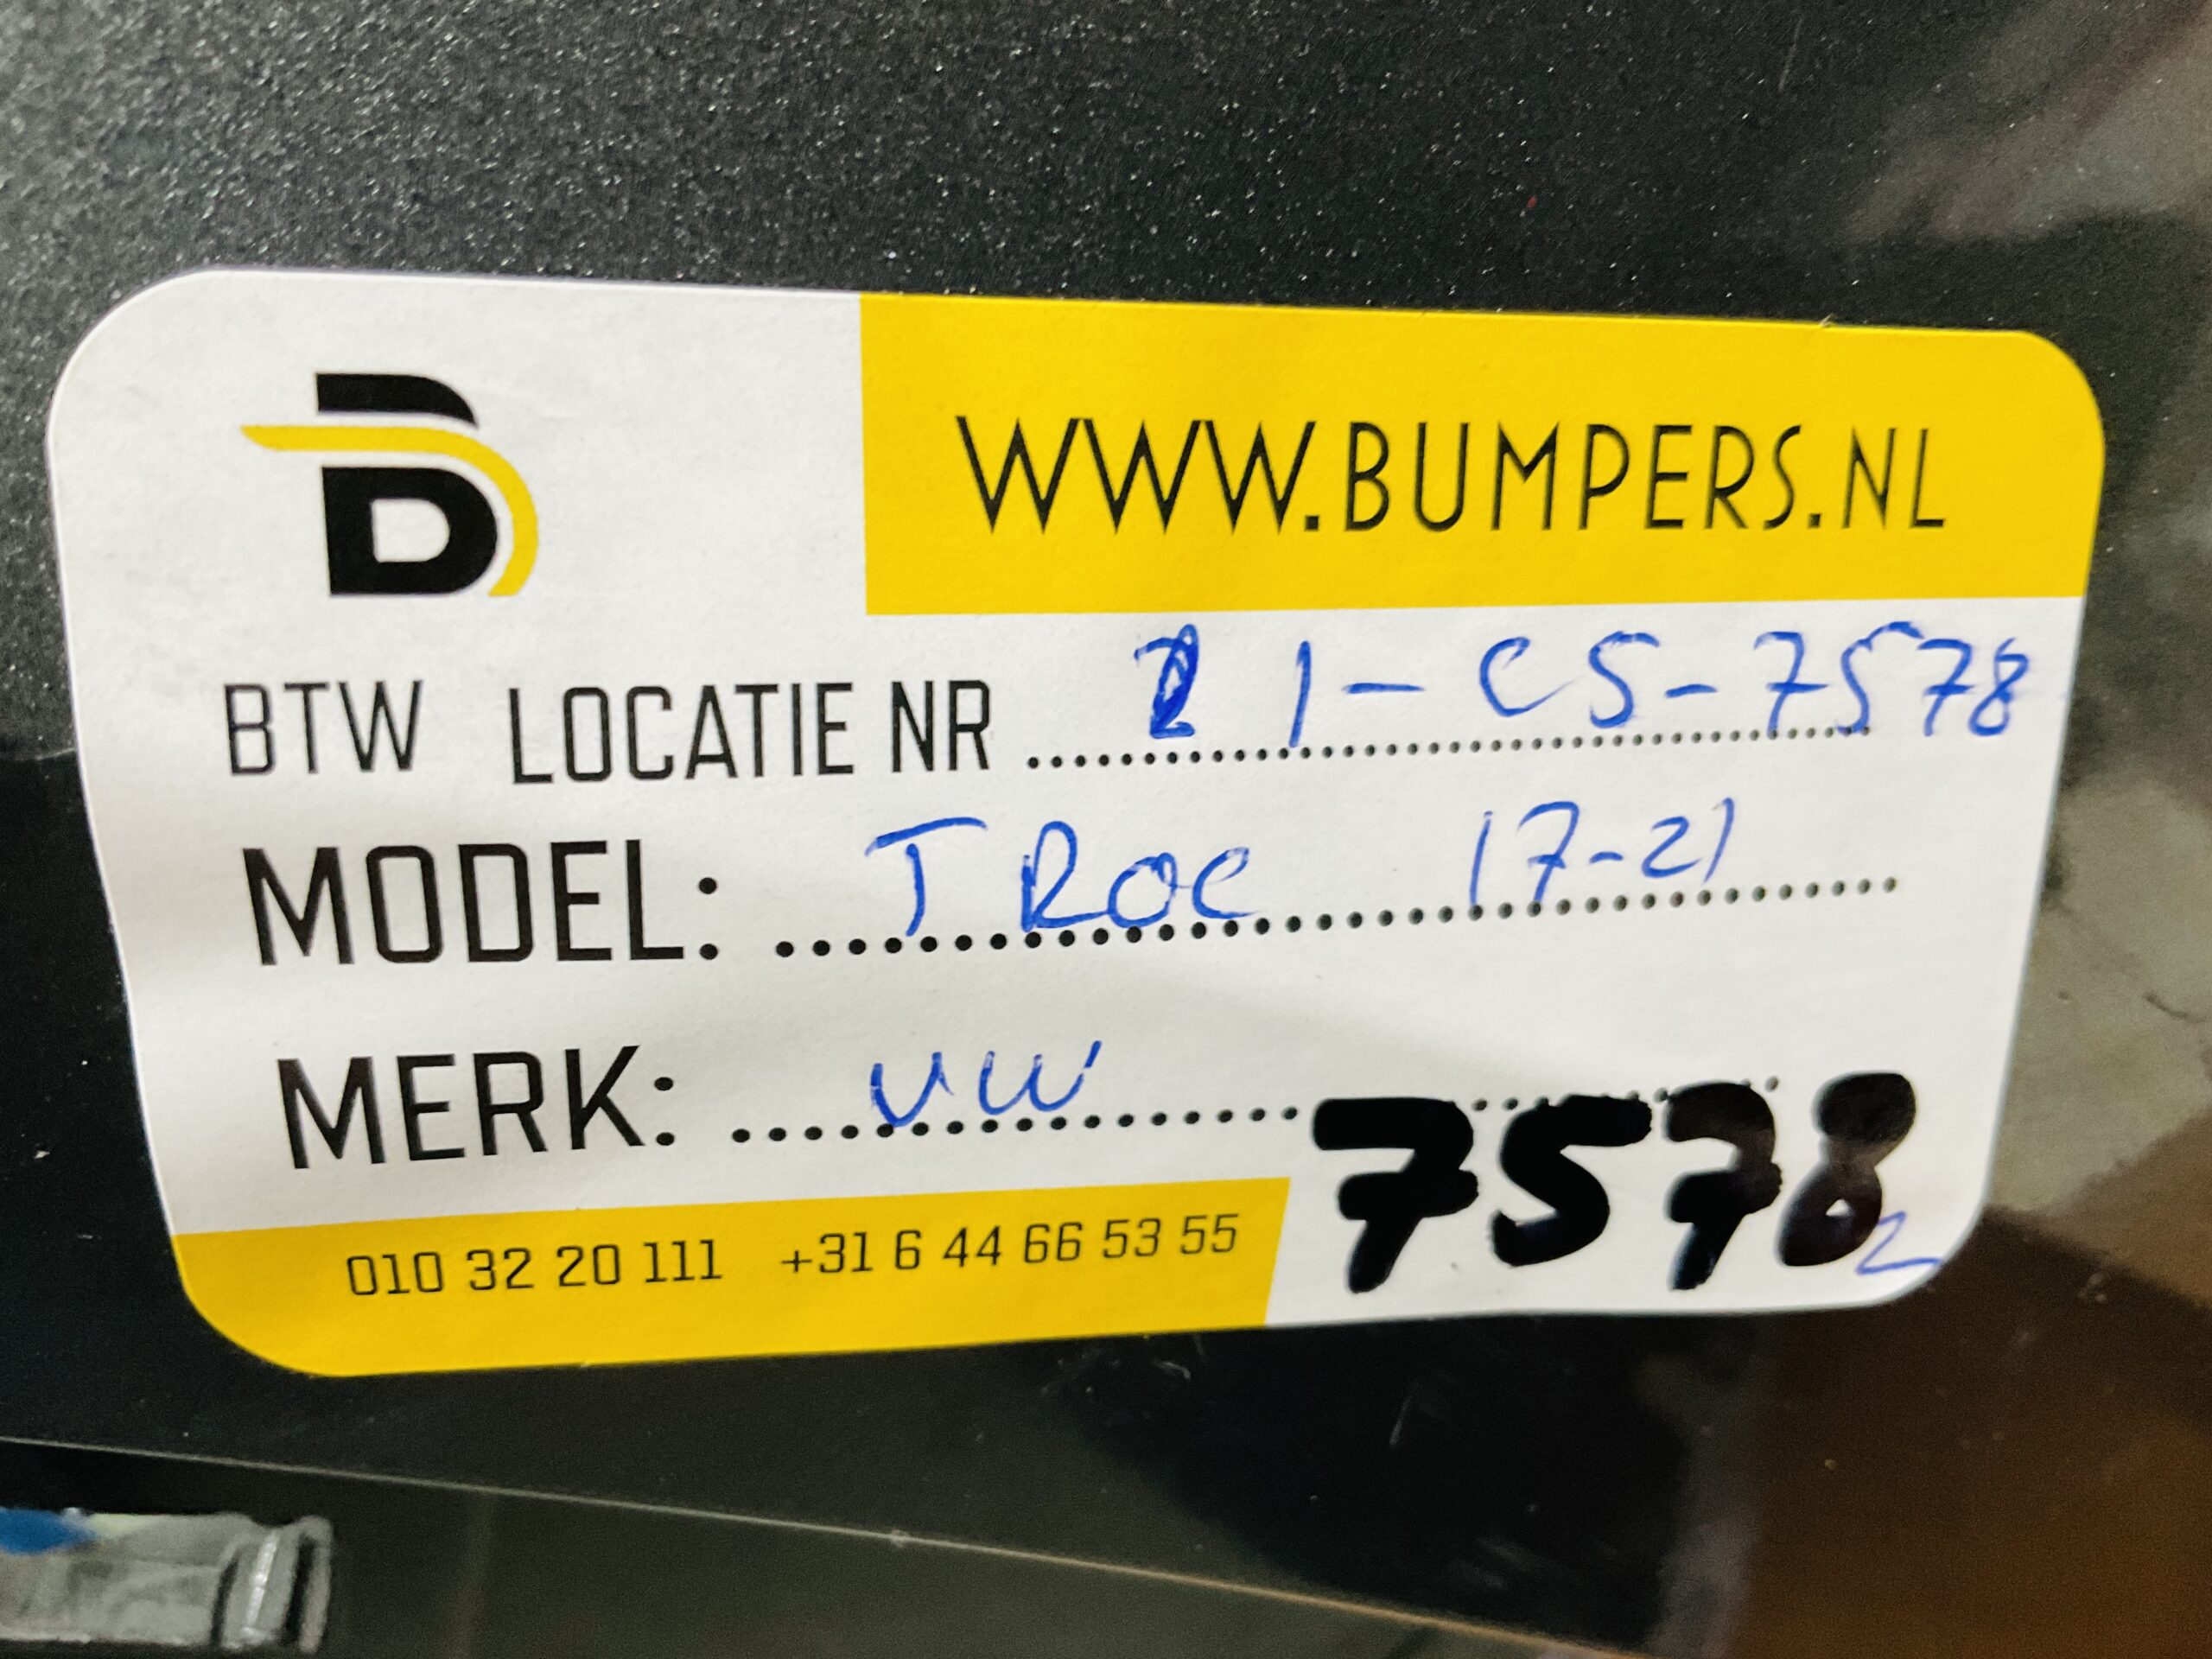 B
WWW.BUMPERS.NL
BTW LOCATIE NR 21-CS-7578
MODEL: T ROC 17-21
MERK: VW
7578
2
010 32 20 111 +31 6 44 66 53 55